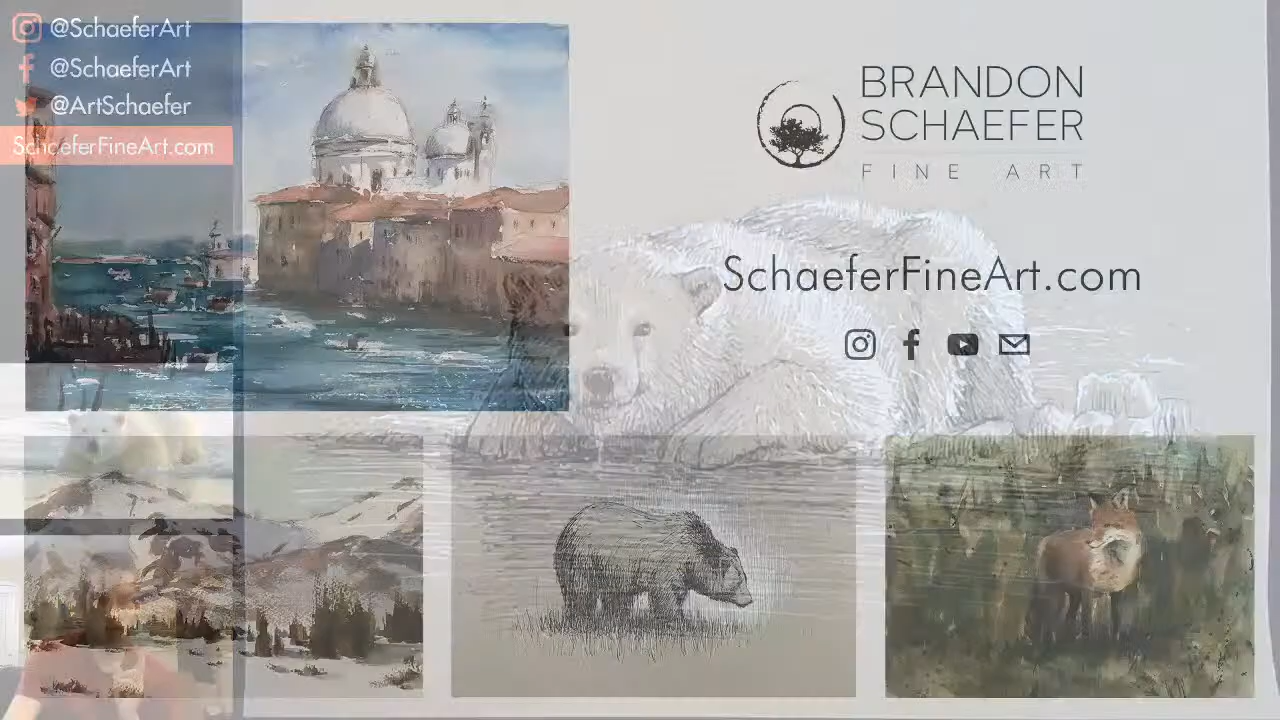 @SchaeferArt
@SchaeferArt
@ArtSchaefer
SchaeferFineArt.com
BRANDON
SCHAEFER
FINE ART
SchaeferFineArt.com